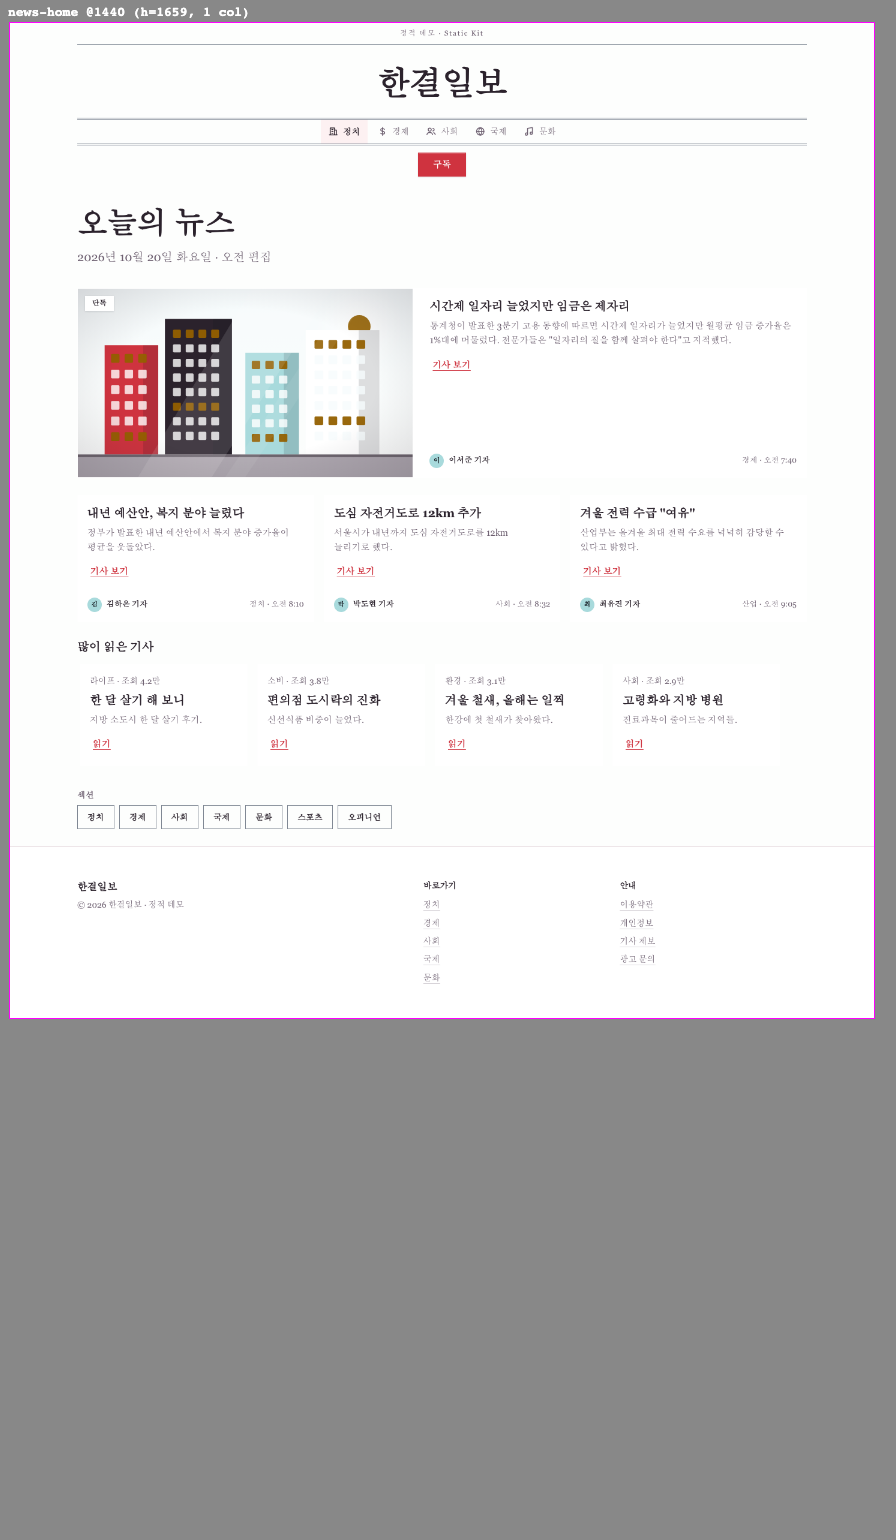 news-home @1440 (h=1659, 1 col)
정적 데모 · Static Kit
한결일보
정치 경제 사회 국제 문화
구독
오늘의 뉴스
2026년 10월 20일 화요일 · 오전 편집
단독
시간제 일자리 늘었지만 임금은 제자리
통계청이 발표한 3분기 고용 동향에 따르면 시간제 일자리가 늘었지만 월평균 임금 증가율은
1%대에 머물렀다. 전문가들은 "일자리의 질을 함께 살펴야 한다"고 지적했다.
기사 보기
이 이서준 기자 경제 · 오전 7:40
내년 예산안, 복지 분야 늘렸다
정부가 발표한 내년 예산안에서 복지 분야 증가율이
평균을 웃돌았다.
기사 보기
김 김하은 기자 정치 · 오전 8:10
도심 자전거도로 12km 추가
서울시가 내년까지 도심 자전거도로를 12km
늘리기로 했다.
기사 보기
박 박도현 기자 사회 · 오전 8:32
겨울 전력 수급 "여유"
산업부는 올겨울 최대 전력 수요를 넉넉히 감당할 수
있다고 밝혔다.
기사 보기
최 최유진 기자 산업 · 오전 9:05
많이 읽은 기사
라이프 · 조회 4.2만
한 달 살기 해 보니
지방 소도시 한 달 살기 후기.
읽기
소비 · 조회 3.8만
편의점 도시락의 진화
신선식품 비중이 늘었다.
읽기
환경 · 조회 3.1만
겨울 철새, 올해는 일찍
한강에 첫 철새가 찾아왔다.
읽기
사회 · 조회 2.9만
고령화와 지방 병원
진료과목이 줄어드는 지역들.
읽기
섹션
정치 경제 사회 국제 문화 스포츠 오피니언
한결일보
© 2026 한결일보 · 정적 데모
바로가기
정치
경제
사회
국제
문화
안내
이용약관
개인정보
기사 제보
광고 문의